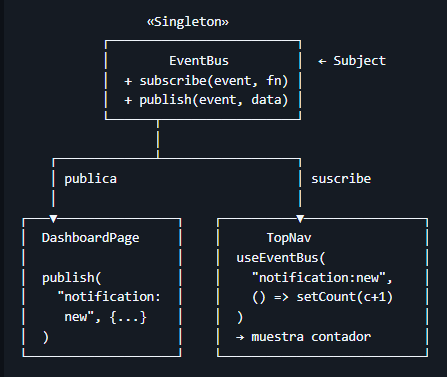 «Singleton»
EventBus
+ subscribe(event, fn)
← Subject
+ publish(event, data)
publica
suscribe
DashboardPage
publish(
"notification:
new", {...}
)
TopNav
useEventBus(
"notification:new",
() => setCount(c+1)
)
→ muestra contador